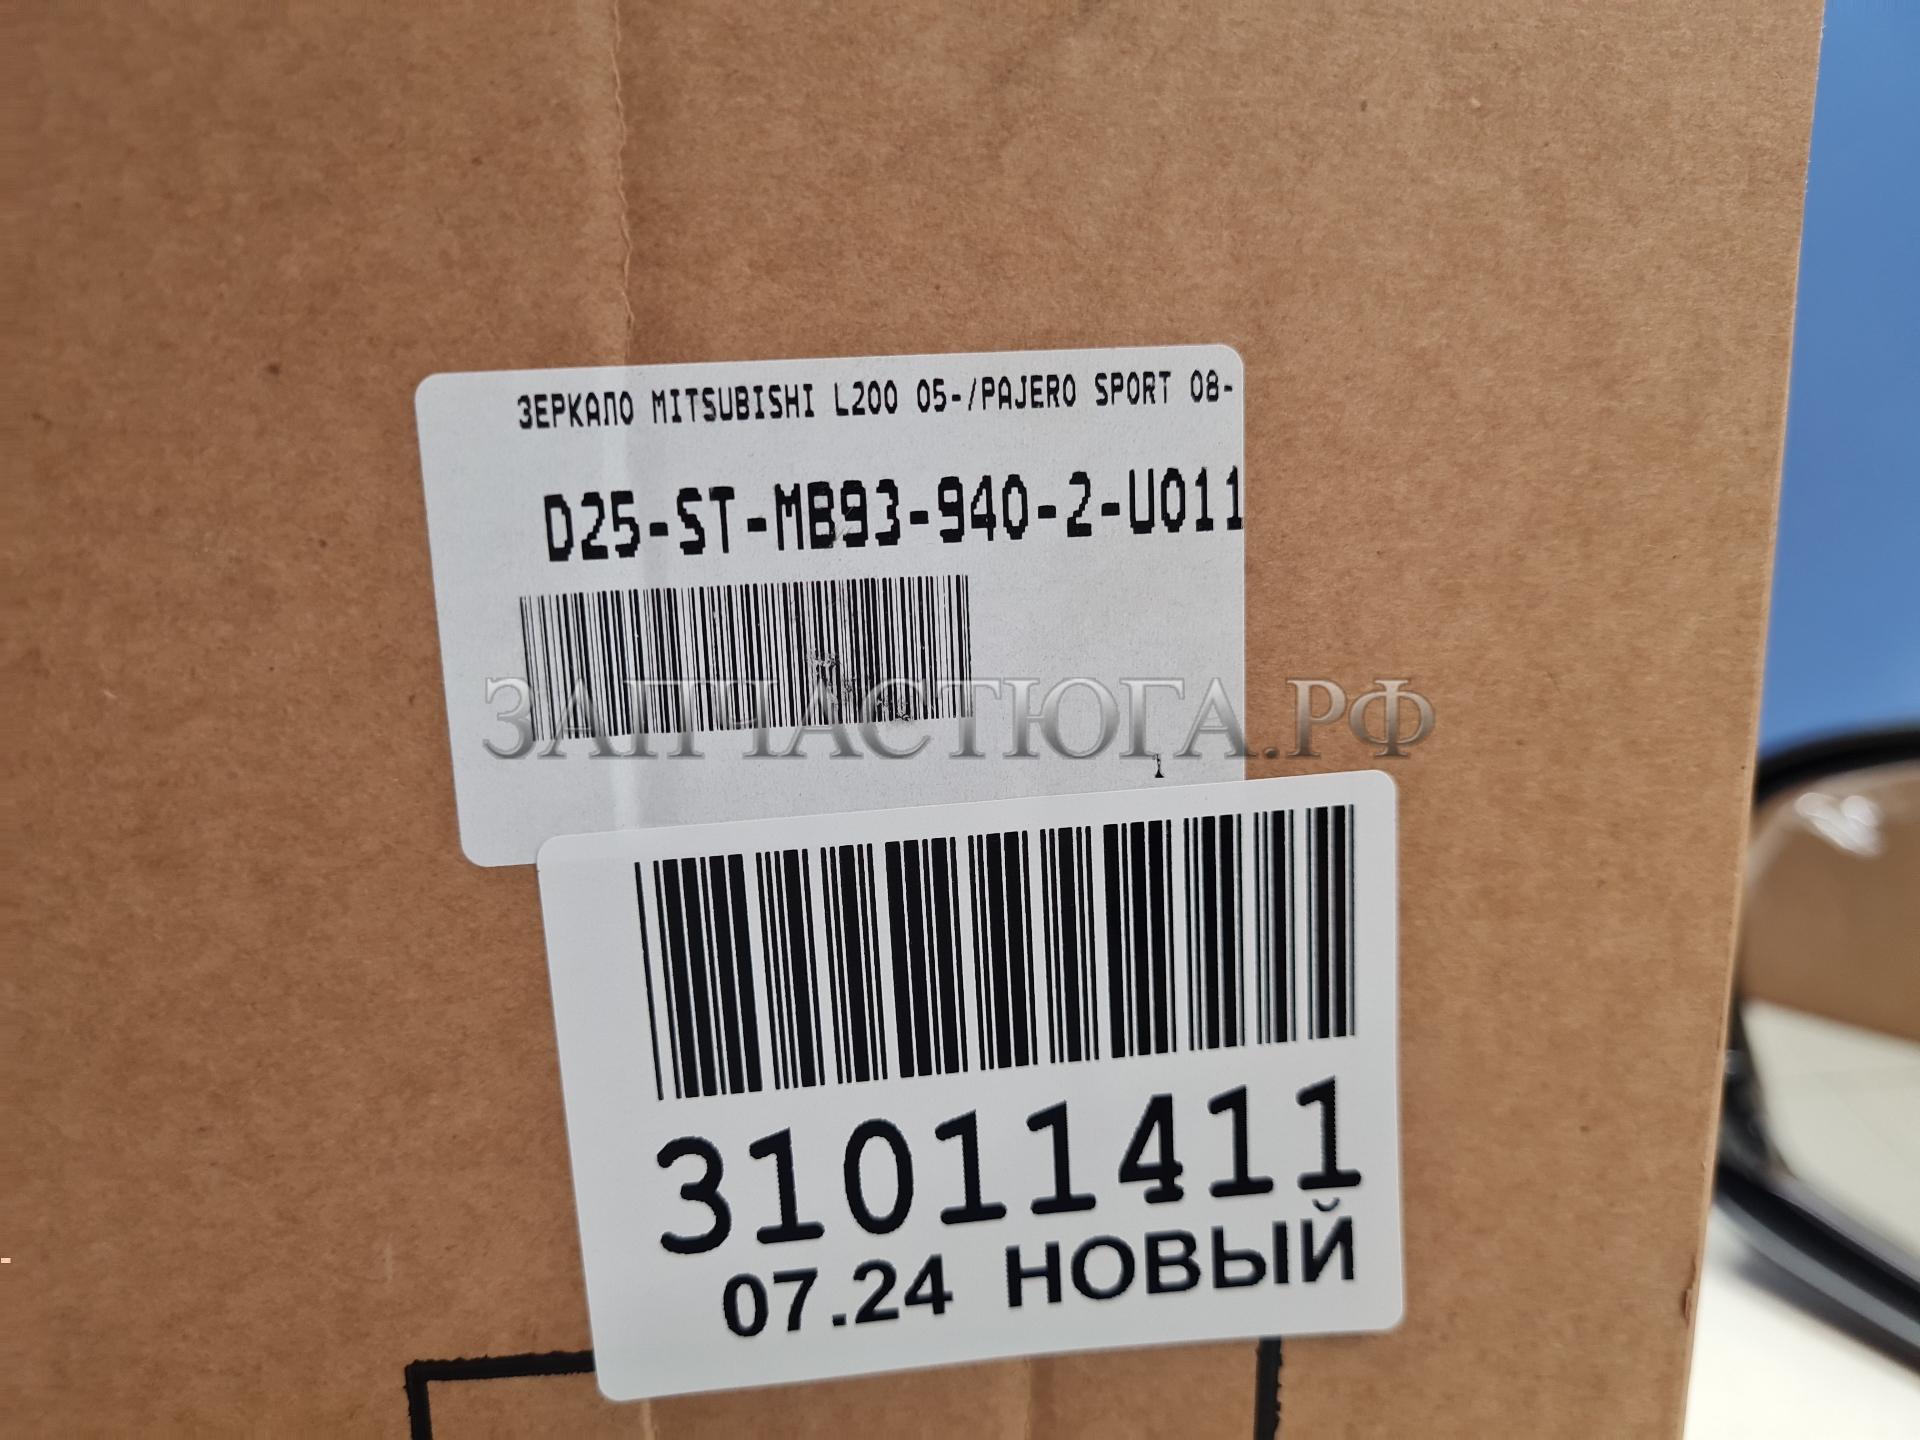 ЗЕРКАЛО MITSUBISHI L200 05-/PAJERO SPORT 08-
D25-ST-MB93-940-2-U011
ЗАПЧАСТЮГА.РФ
1
31011411
07.24 НОВЫЙ